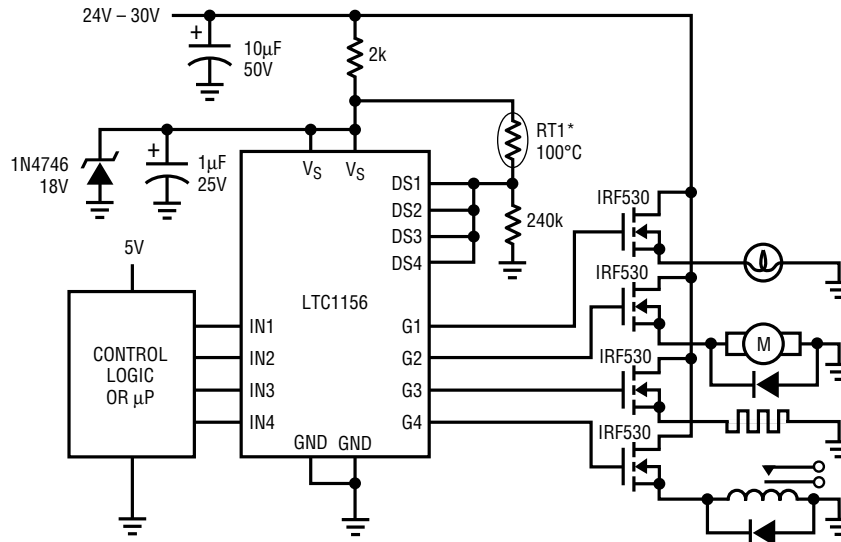 24V – 30V
+
10µF
50V
2k
RT1*
100°C
1N4746
18V
+
1µF
25V
VS
VS
DS1
DS2
DS3
DS4
240k
IRF530
5V
LTC1156
IRF530
CONTROL
LOGIC
OR µP
IN1
IN2
IN3
IN4
G1
G2
G3
G4
M
IRF530
IRF530
GND
GND